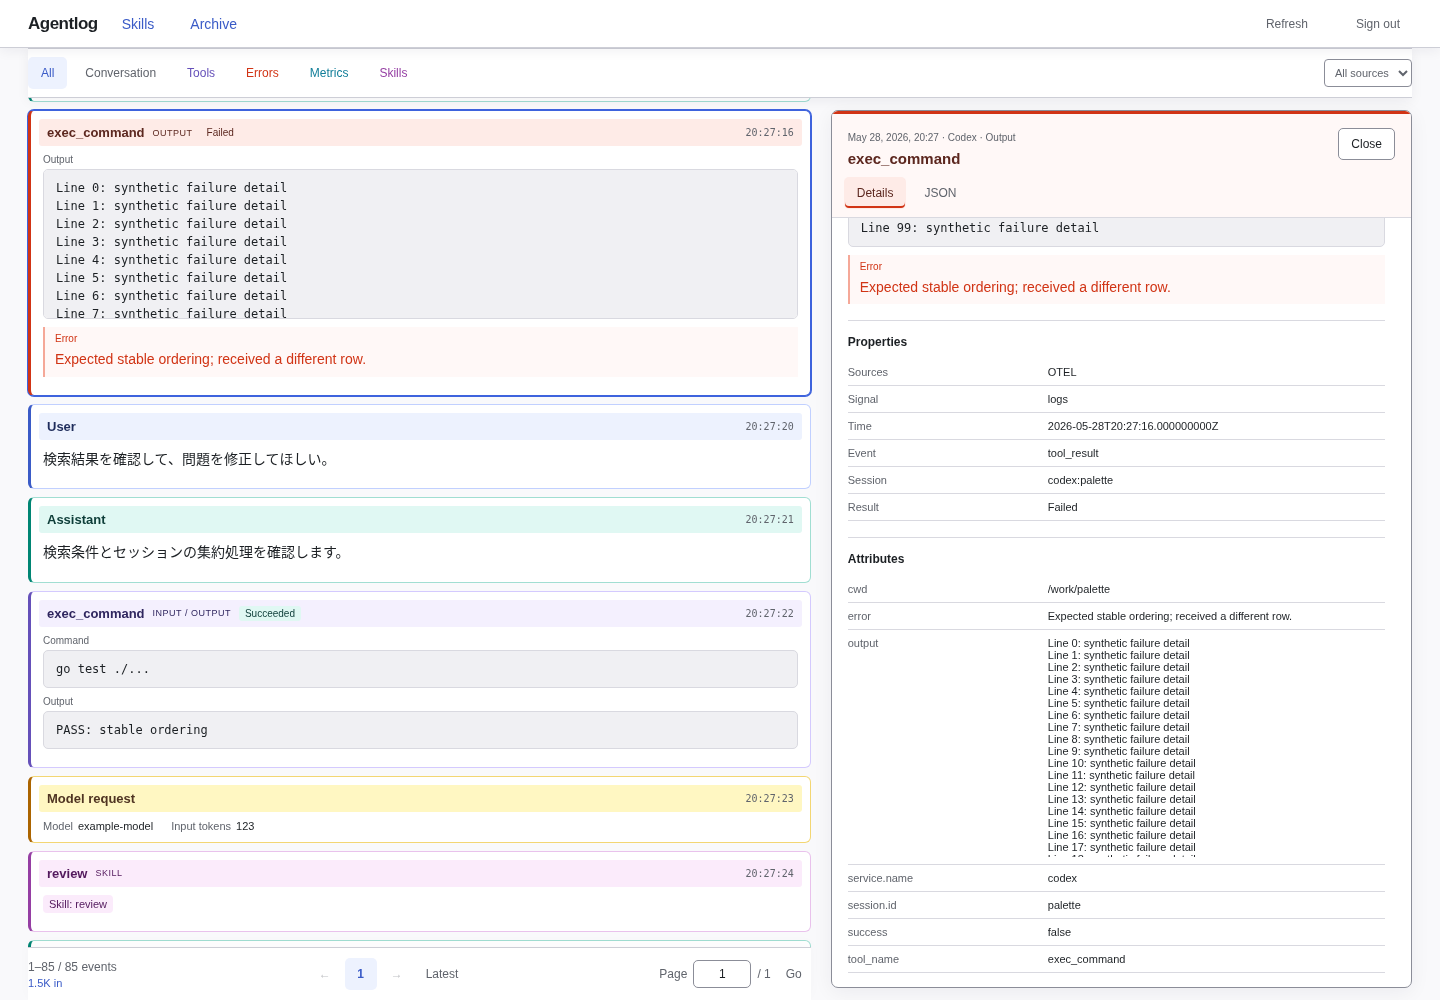 Agentlog Skills Archive Refresh Sign out
All Conversation Tools Errors Metrics Skills All sources
exec_command OUTPUT Failed 20:27:16
Output
Line 0: synthetic failure detail
Line 1: synthetic failure detail
Line 2: synthetic failure detail
Line 3: synthetic failure detail
Line 4: synthetic failure detail
Line 5: synthetic failure detail
Line 6: synthetic failure detail
Line 7: synthetic failure detail
Error
Expected stable ordering; received a different row.
User 20:27:20
検索結果を確認して、問題を修正してほしい。
Assistant 20:27:21
検索条件とセッションの集約処理を確認します。
exec_command INPUT / OUTPUT Succeeded 20:27:22
Command
go test ./...
Output
PASS: stable ordering
Model request 20:27:23
Model example-model Input tokens 123
review SKILL 20:27:24
Skill: review
1–85 / 85 events
1.5K in
← 1 → Latest Page 1 / 1 Go
May 28, 2026, 20:27 · Codex · Output
exec_command
Close
Details JSON
Line 99: synthetic failure detail
Error
Expected stable ordering; received a different row.
Properties
Sources OTEL
Signal logs
Time 2026-05-28T20:27:16.000000000Z
Event tool_result
Session codex:palette
Result Failed
Attributes
cwd /work/palette
error Expected stable ordering; received a different row.
output Line 0: synthetic failure detail
Line 1: synthetic failure detail
Line 2: synthetic failure detail
Line 3: synthetic failure detail
Line 4: synthetic failure detail
Line 5: synthetic failure detail
Line 6: synthetic failure detail
Line 7: synthetic failure detail
Line 8: synthetic failure detail
Line 9: synthetic failure detail
Line 10: synthetic failure detail
Line 11: synthetic failure detail
Line 12: synthetic failure detail
Line 13: synthetic failure detail
Line 14: synthetic failure detail
Line 15: synthetic failure detail
Line 16: synthetic failure detail
Line 17: synthetic failure detail
service.name codex
session.id palette
success false
tool_name exec_command